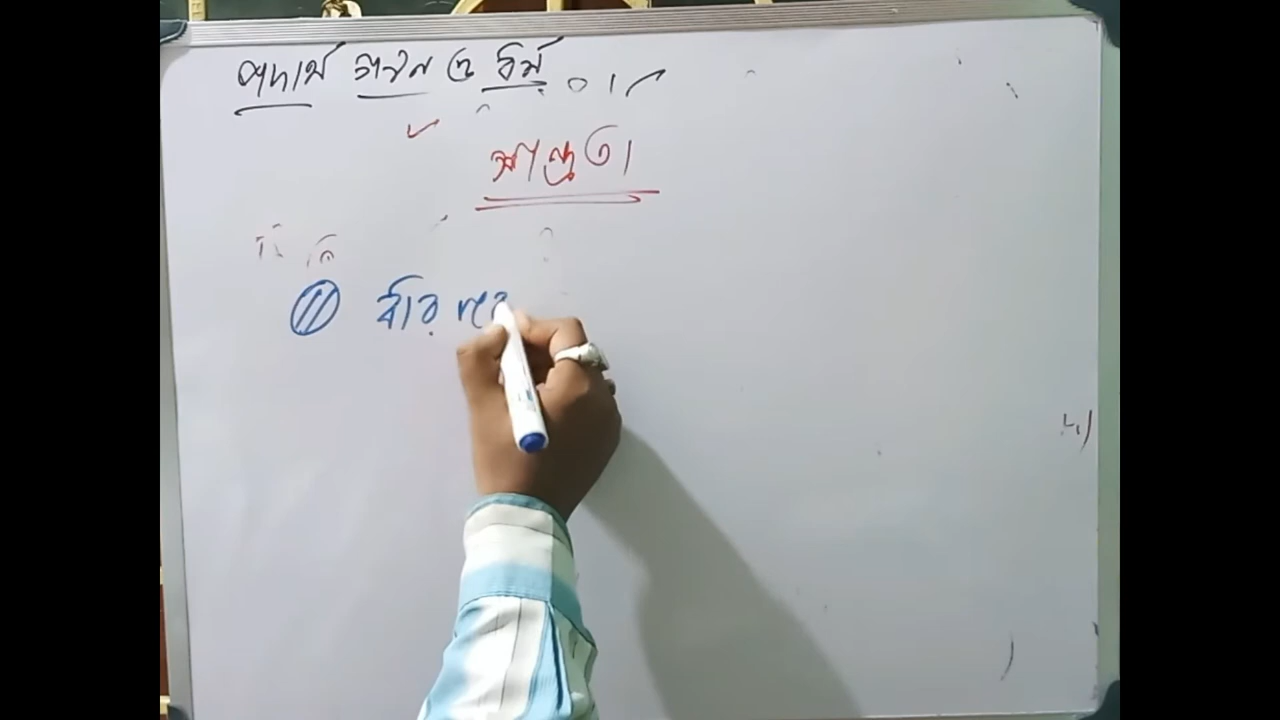 পদার্থ গঠন ও ধর্ম
সান্দ্রতা
ধার